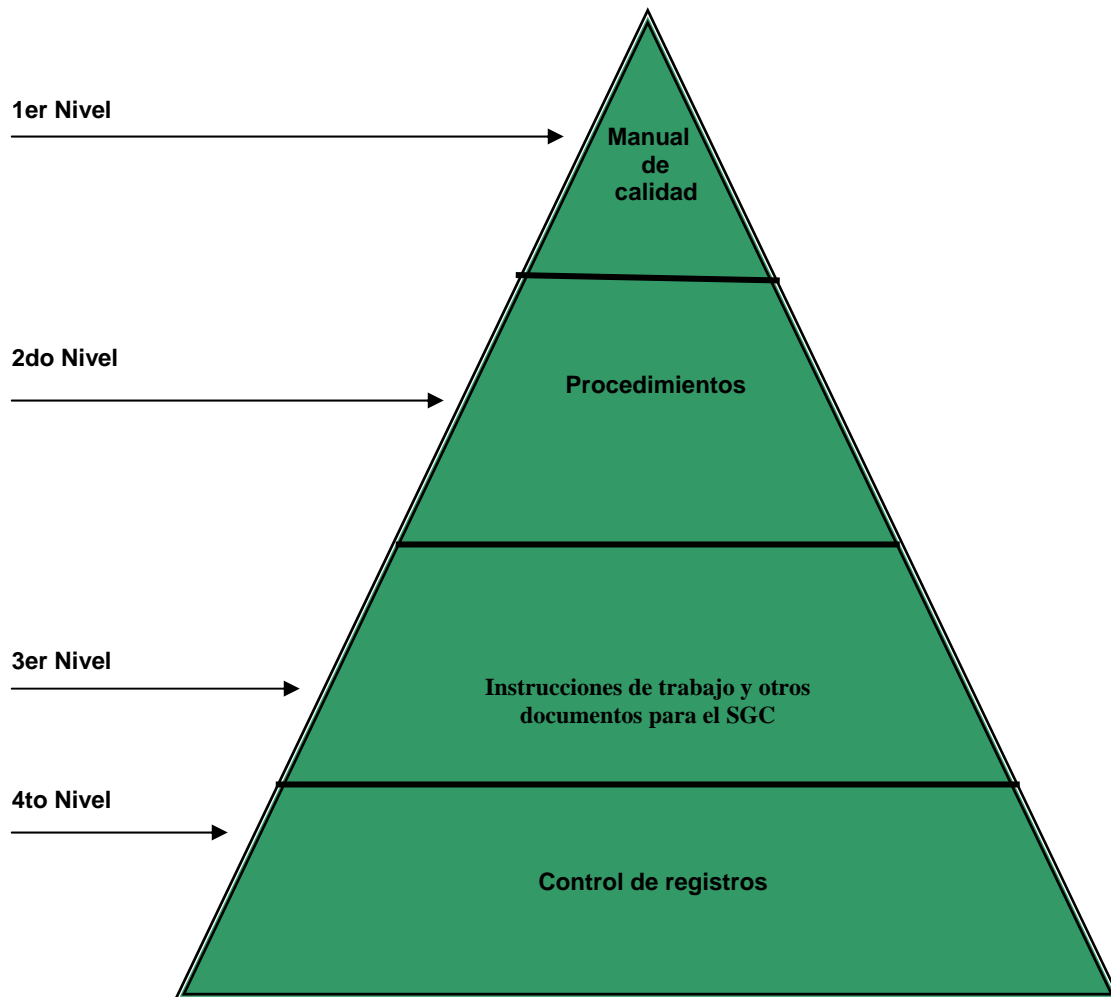 1er Nivel
Manual
de
calidad
2do Nivel
Procedimientos
3er Nivel
Instrucciones de trabajo y otros
documentos para el SGC
4to Nivel
Control de registros